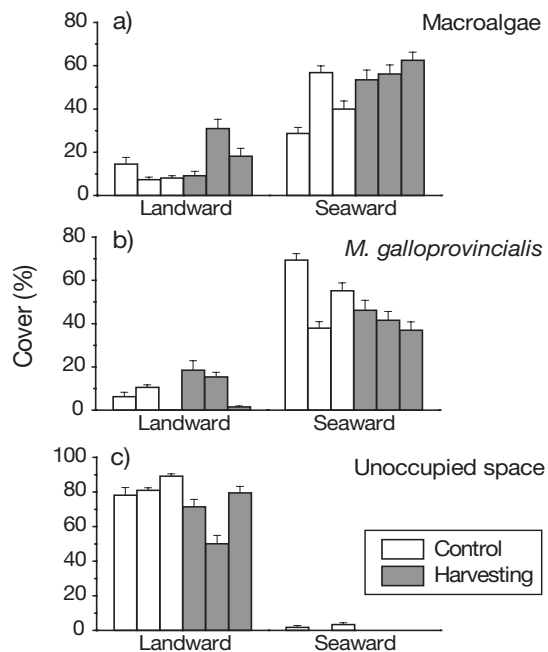 a)
Macroalgae
80
60
40
20
0
Landward
Seaward
b)
M. galloprovincialis
80
60
40
20
0
Landward
Seaward
Cover (%)
c)
Unoccupied space
100
80
60
40
20
0
Control
Harvesting
Landward
Seaward